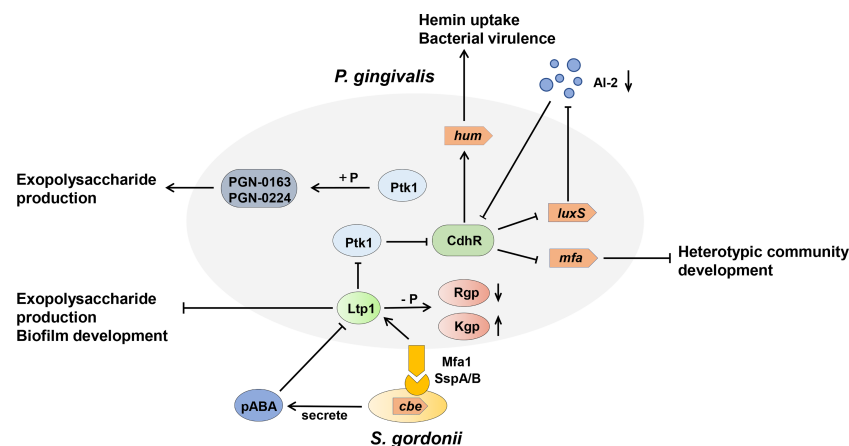 Hemin uptake
Bacterial virulence
P. gingivalis
AI-2
hum
Exopolysaccharide
production
PGN-0163
PGN-0224
+ P
Ptk1
luxS
Ptk1
CdhR
mfa
Heterotypic community
development
Exopolysaccharide
production
Biofilm development
Ltp1
- P
Rgp
Kgp
Mfa1
SspA/B
pABA
secrete
cbe
S. gordonii